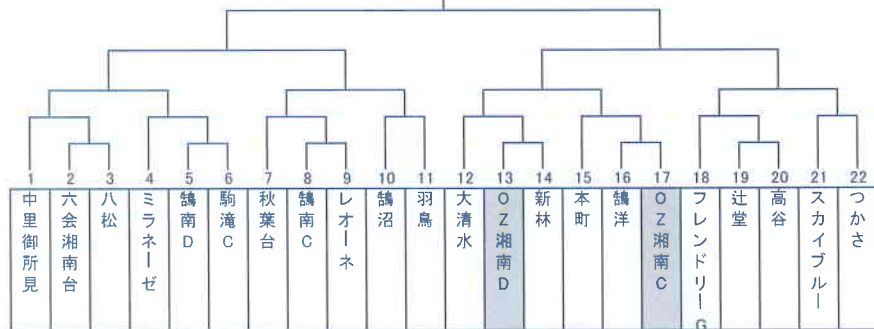 1 2 3 4 5 6 7 8 9 10 11 12 13 14 15 16 17 18 19 20 21 22
中里御所見
六会湘南台
八松
ミラネーゼ
鵠南D
駒滝C
秋葉台
鵠南C
レオーネ
鵠沼
羽鳥
大清水
OZ湘南D
新林
本町
鵠洋
OZ湘南C
フレンドリーG
辻堂
高谷
スカイブルー
つかさ